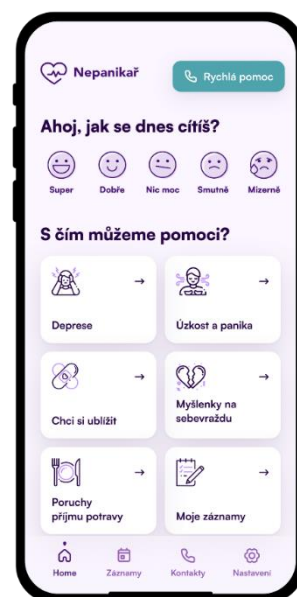 Nepanikař
Rychlá pomoc
Ahoj, jak se dnes cítíš?
Super Dobře Nic moc Smutně Mizerně
S čím můžeme pomoci?
Deprese
Úzkost a panika
Chci si ublížit
Myšlenky na
sebevraždu
Poruchy
příjmu potravy
Moje záznamy
Home Záznamy Kontakty Nastavení